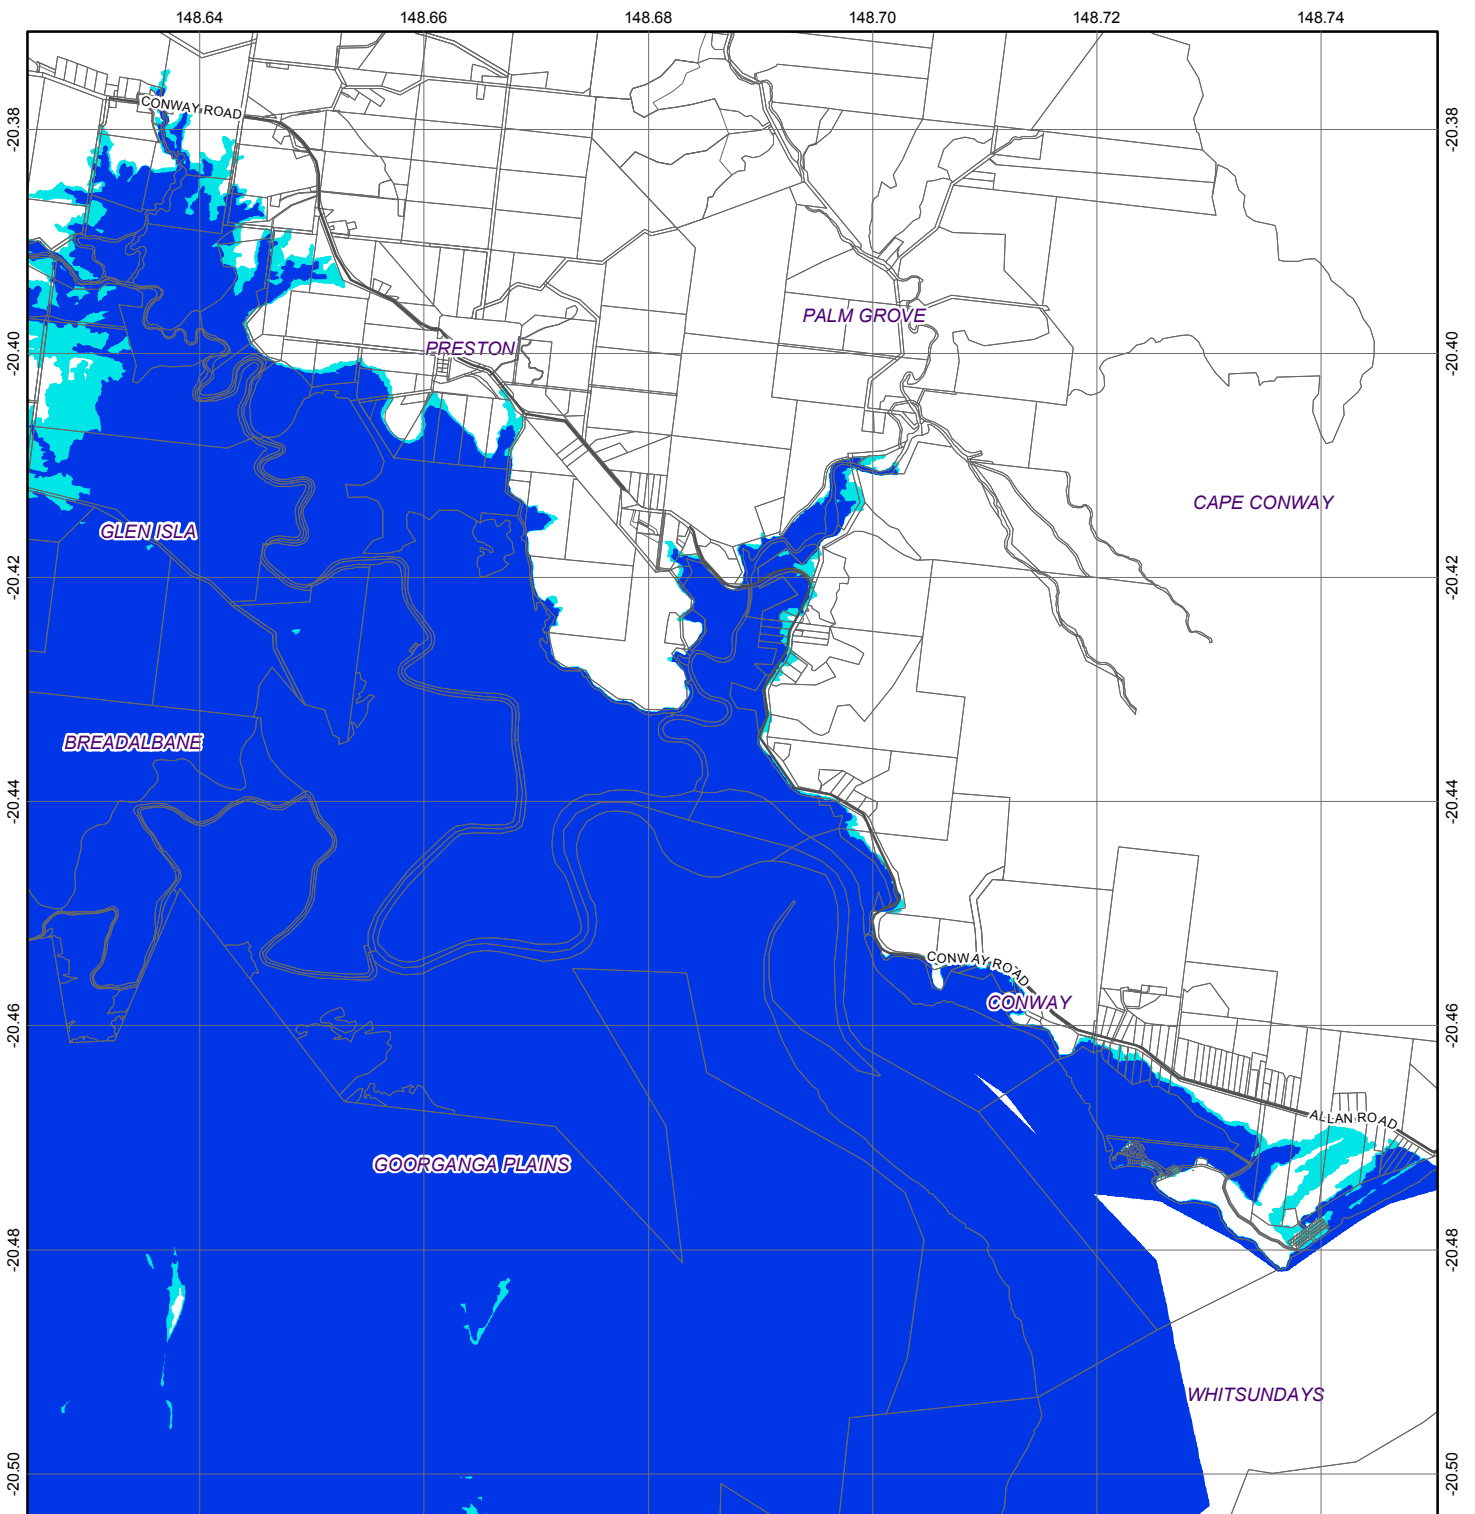 148.64 148.66 148.68 148.70 148.72 148.74
CONWAY ROAD
-20.38 -20.38
PALM GROVE
PRESTON
-20.40 -20.40
CAPE CONWAY
GLEN ISLA
-20.42 -20.42
BREADALBANE
-20.44 -20.44
CONWAY ROAD
CONWAY
-20.46 -20.46
ALLAN ROAD
GOORGANGA PLAINS
-20.48 -20.48
WHITSUNDAYS
-20.50 -20.50